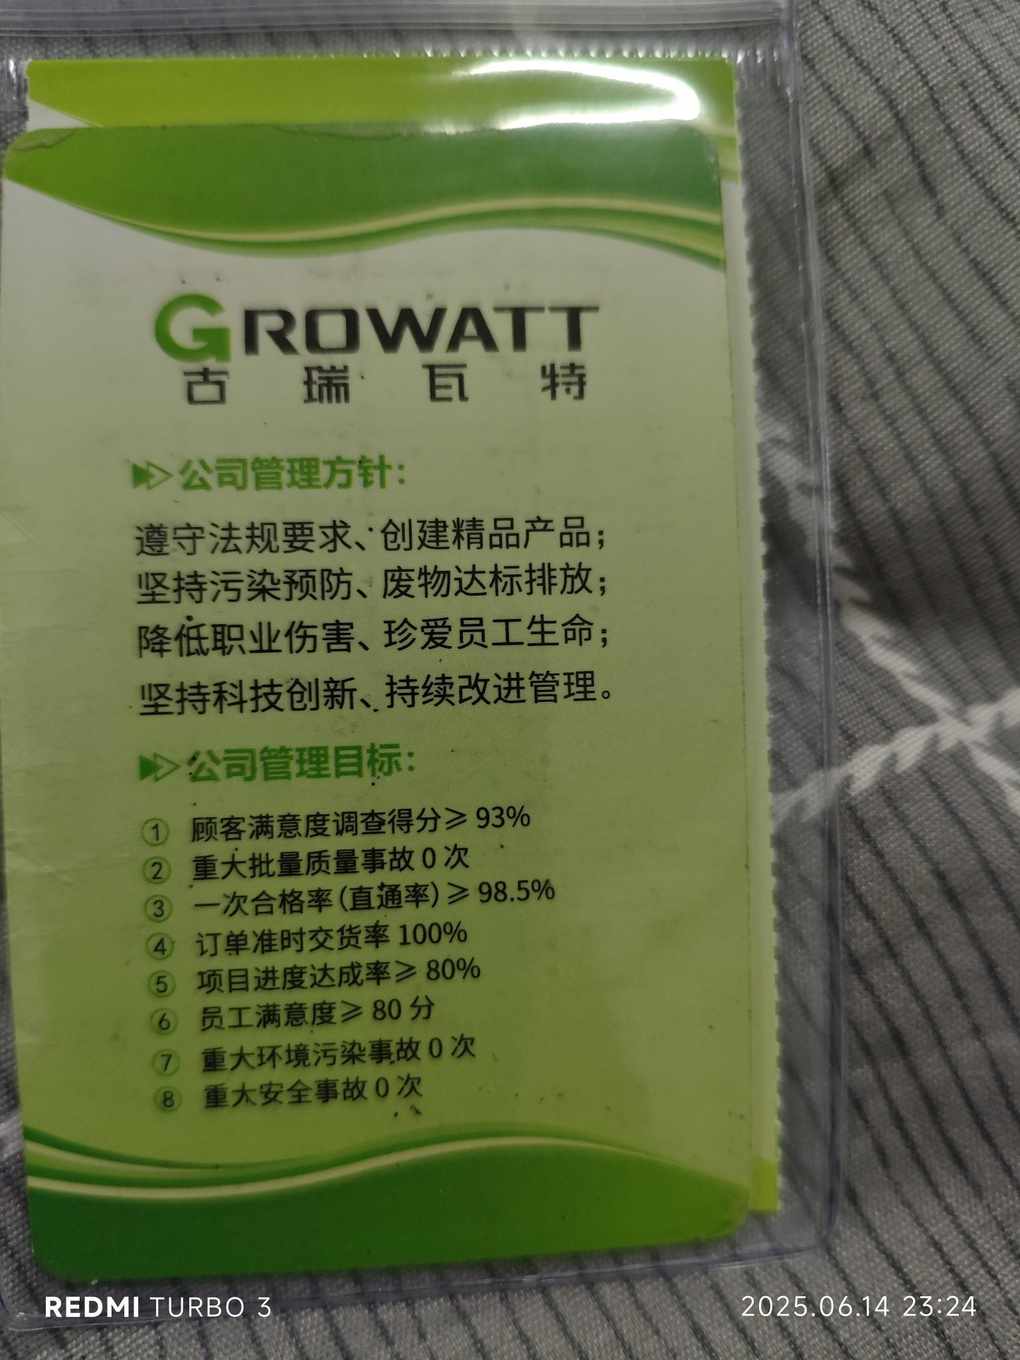 GROWATT
古瑞瓦特
公司管理方针：
遵守法规要求、创建精品产品；
坚持污染预防、废物达标排放；
降低职业伤害、珍爱员工生命；
坚持科技创新、持续改进管理。
公司管理目标：
① 顾客满意度调查得分≥93%
② 重大批量质量事故0次
③ 一次合格率(直通率)≥98.5%
④ 订单准时交货率100%
⑤ 项目进度达成率≥80%
⑥ 员工满意度≥80分
⑦ 重大环境污染事故0次
⑧ 重大安全事故0次
REDMI TURBO 3
2025.06.14 23:24